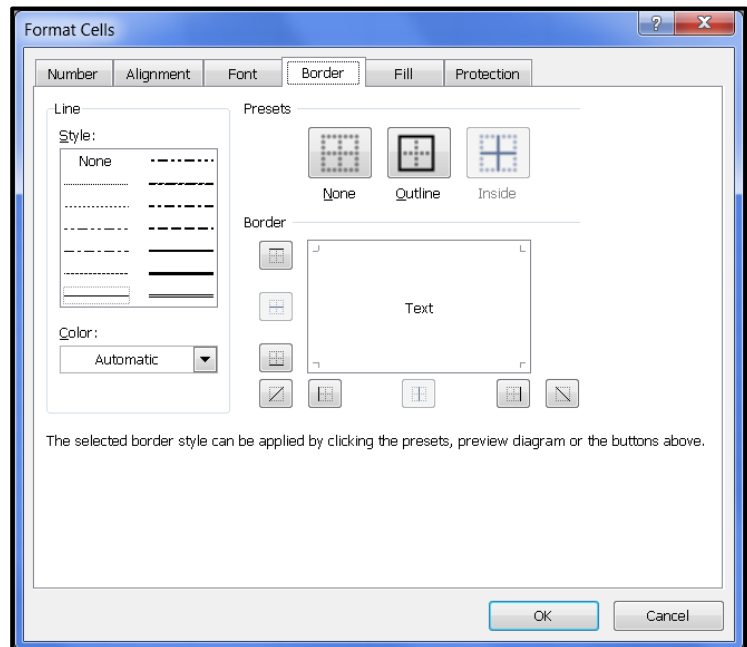 Format Cells
Number Alignment Font Border Fill Protection
Line
Style:
None
Color:
Automatic
Presets
None Outline Inside
Border
Text
The selected border style can be applied by clicking the presets, preview diagram or the buttons above.
OK Cancel